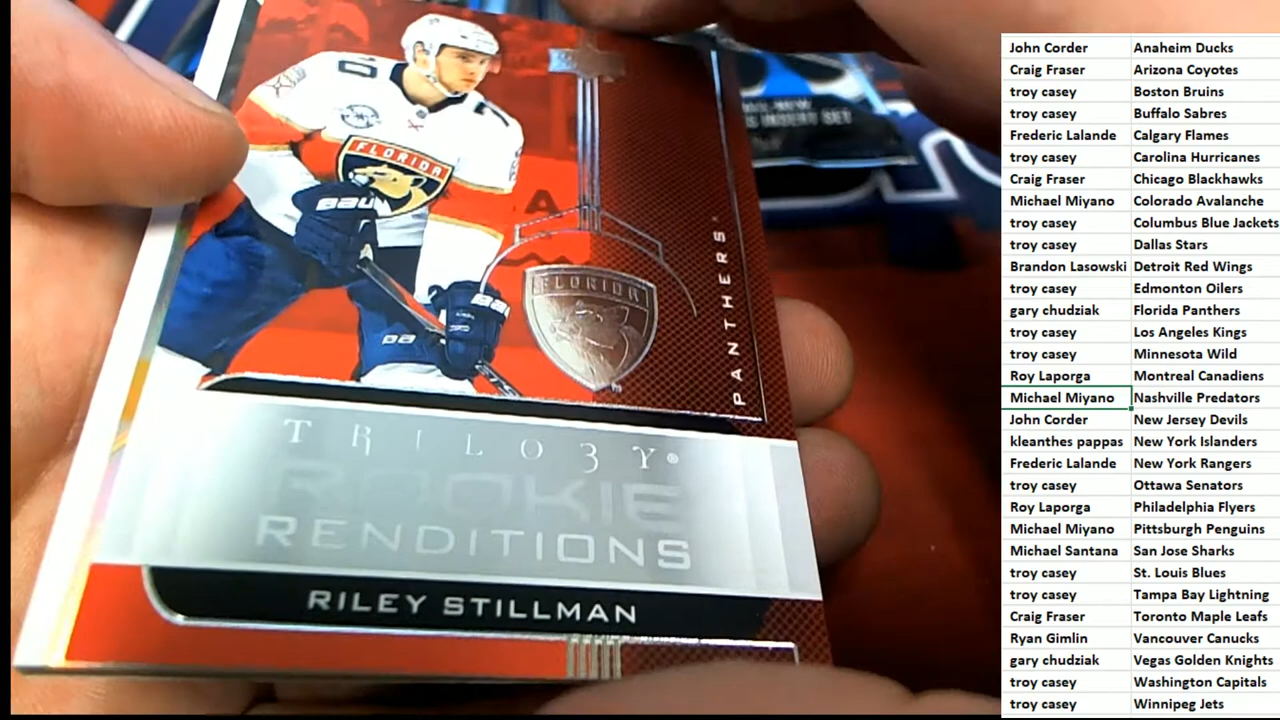 70
7
FLORIDA
BAUER
FLORIDA
PANTHERS
TRILO3Y®
ROOKIE
RENDITIONS
RILEY STILLMAN
INSERT SET
John Corder Anaheim Ducks
Craig Fraser Arizona Coyotes
troy casey Boston Bruins
troy casey Buffalo Sabres
Frederic Lalande Calgary Flames
troy casey Carolina Hurricanes
Craig Fraser Chicago Blackhawks
Michael Miyano Colorado Avalanche
troy casey Columbus Blue Jackets
troy casey Dallas Stars
Brandon Lasowski Detroit Red Wings
troy casey Edmonton Oilers
gary chudziak Florida Panthers
troy casey Los Angeles Kings
troy casey Minnesota Wild
Roy Laporga Montreal Canadiens
Michael Miyano Nashville Predators
John Corder New Jersey Devils
kleanthes pappas New York Islanders
Frederic Lalande New York Rangers
troy casey Ottawa Senators
Roy Laporga Philadelphia Flyers
Michael Miyano Pittsburgh Penguins
Michael Santana San Jose Sharks
troy casey St. Louis Blues
troy casey Tampa Bay Lightning
Craig Fraser Toronto Maple Leafs
Ryan Gimlin Vancouver Canucks
gary chudziak Vegas Golden Knights
troy casey Washington Capitals
troy casey Winnipeg Jets